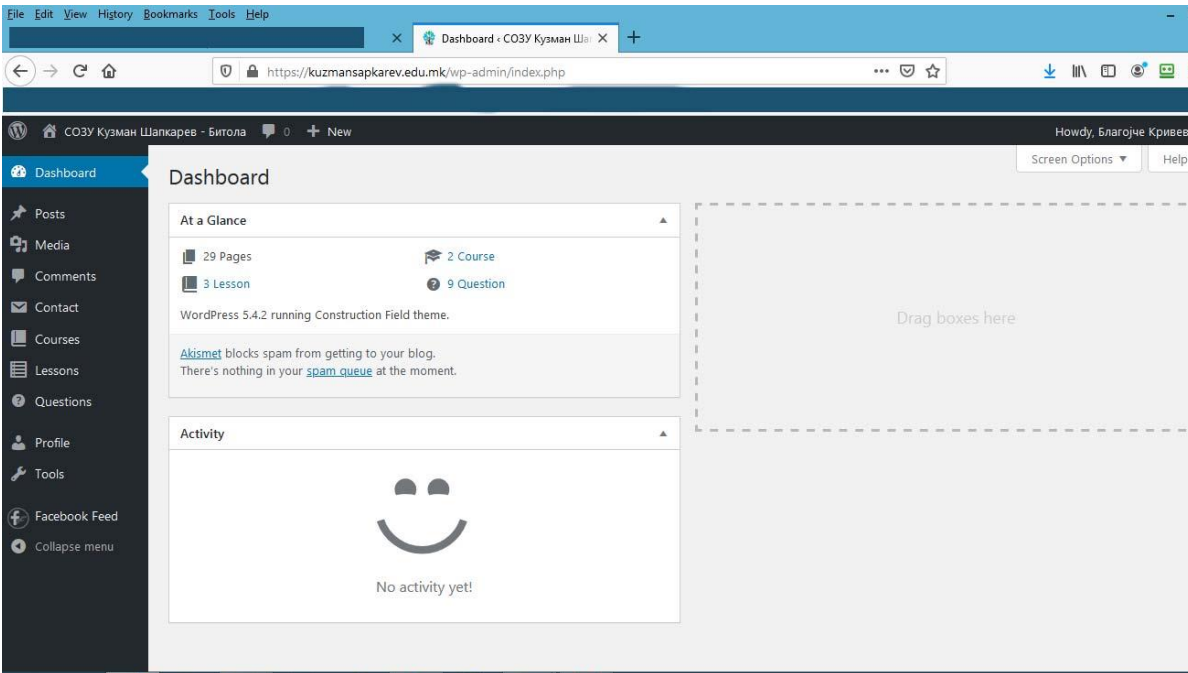 File Edit View History Bookmarks Tools Help
Dashboard ‹ СОЗУ Кузман Ша
https://kuzmansapkarev.edu.mk/wp-admin/index.php
СОЗУ Кузман Шапкарев - Битола 0 + New
Howdy, Благојче Кривев
Screen Options ▼ Help
Dashboard
Posts
Media
Comments
Contact
Courses
Lessons
Questions
Profile
Tools
Facebook Feed
Collapse menu
Dashboard
At a Glance
29 Pages 2 Course
3 Lesson 9 Question
WordPress 5.4.2 running Construction Field theme.
Akismet blocks spam from getting to your blog.
There's nothing in your spam queue at the moment.
Activity
No activity yet!
Drag boxes here